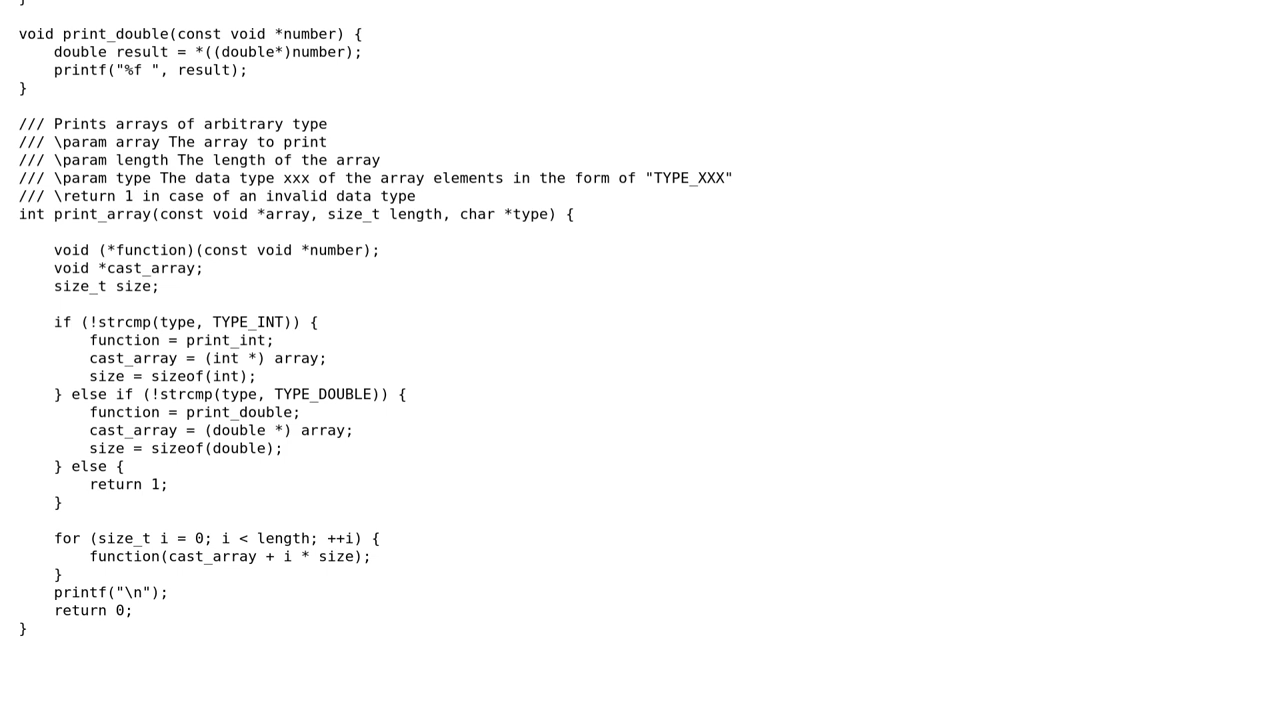 }
void print_double(const void *number) {
    double result = *((double*)number);
    printf("%f ", result);
}

/// Prints arrays of arbitrary type
/// \param array The array to print
/// \param length The length of the array
/// \param type The data type xxx of the array elements in the form of "TYPE_XXX"
/// \return 1 in case of an invalid data type
int print_array(const void *array, size_t length, char *type) {

    void (*function)(const void *number);
    void *cast_array;
    size_t size;

    if (!strcmp(type, TYPE_INT)) {
        function = print_int;
        cast_array = (int *) array;
        size = sizeof(int);
    } else if (!strcmp(type, TYPE_DOUBLE)) {
        function = print_double;
        cast_array = (double *) array;
        size = sizeof(double);
    } else {
        return 1;
    }

    for (size_t i = 0; i < length; ++i) {
        function(cast_array + i * size);
    }
    printf("\n");
    return 0;
}